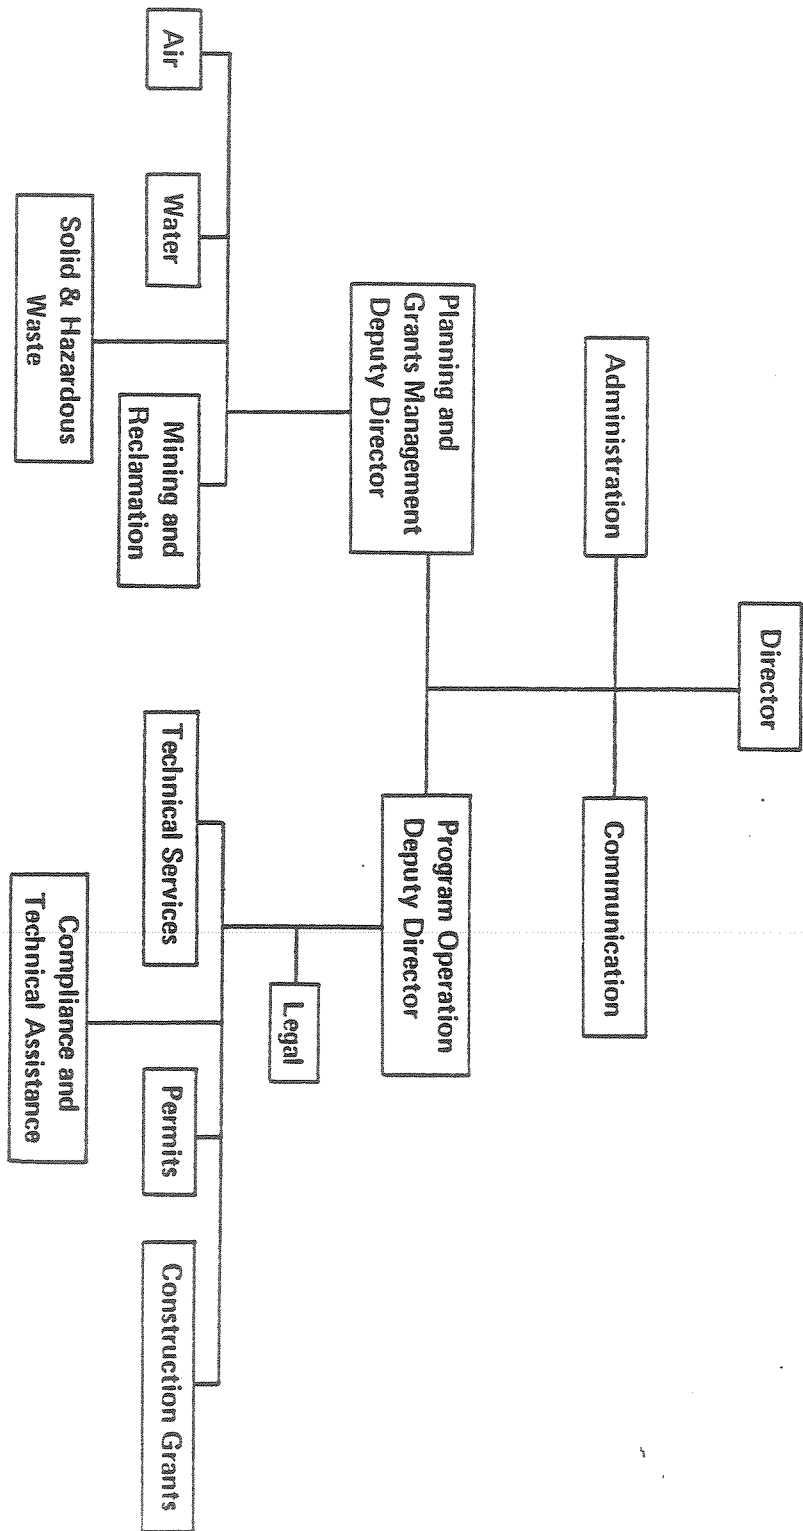 Director
Administration
Communication
Planning and
Grants Management
Deputy Director
Program Operation
Deputy Director
Legal
Air
Water
Solid & Hazardous
Waste
Mining and
Reclamation
Technical Services
Compliance and
Technical Assistance
Permits
Construction Grants